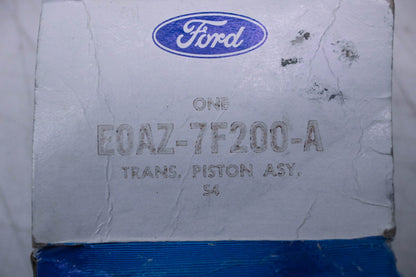 Ford
ONE
E0AZ-7F200-A
TRANS. PISTON ASY.
54